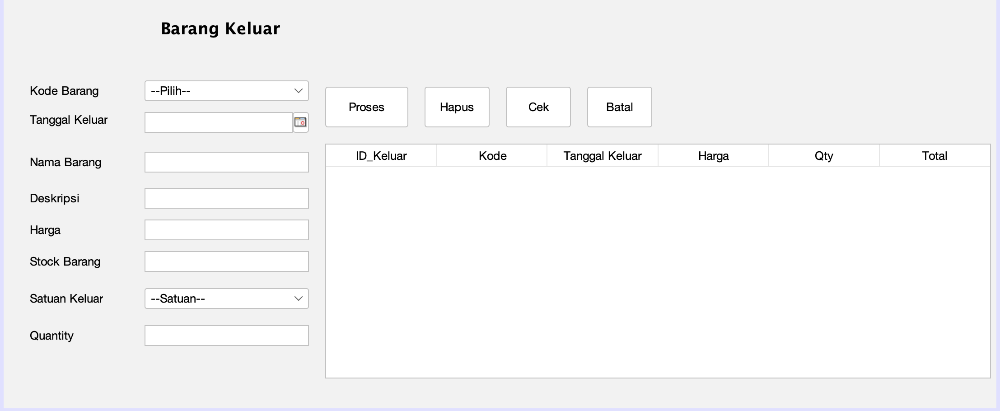 Barang Keluar
Kode Barang
--Pilih--
Tanggal Keluar
Nama Barang
Deskripsi
Harga
Stock Barang
Satuan Keluar
--Satuan--
Quantity
Proses
Hapus
Cek
Batal
ID_Keluar
Kode
Tanggal Keluar
Harga
Qty
Total